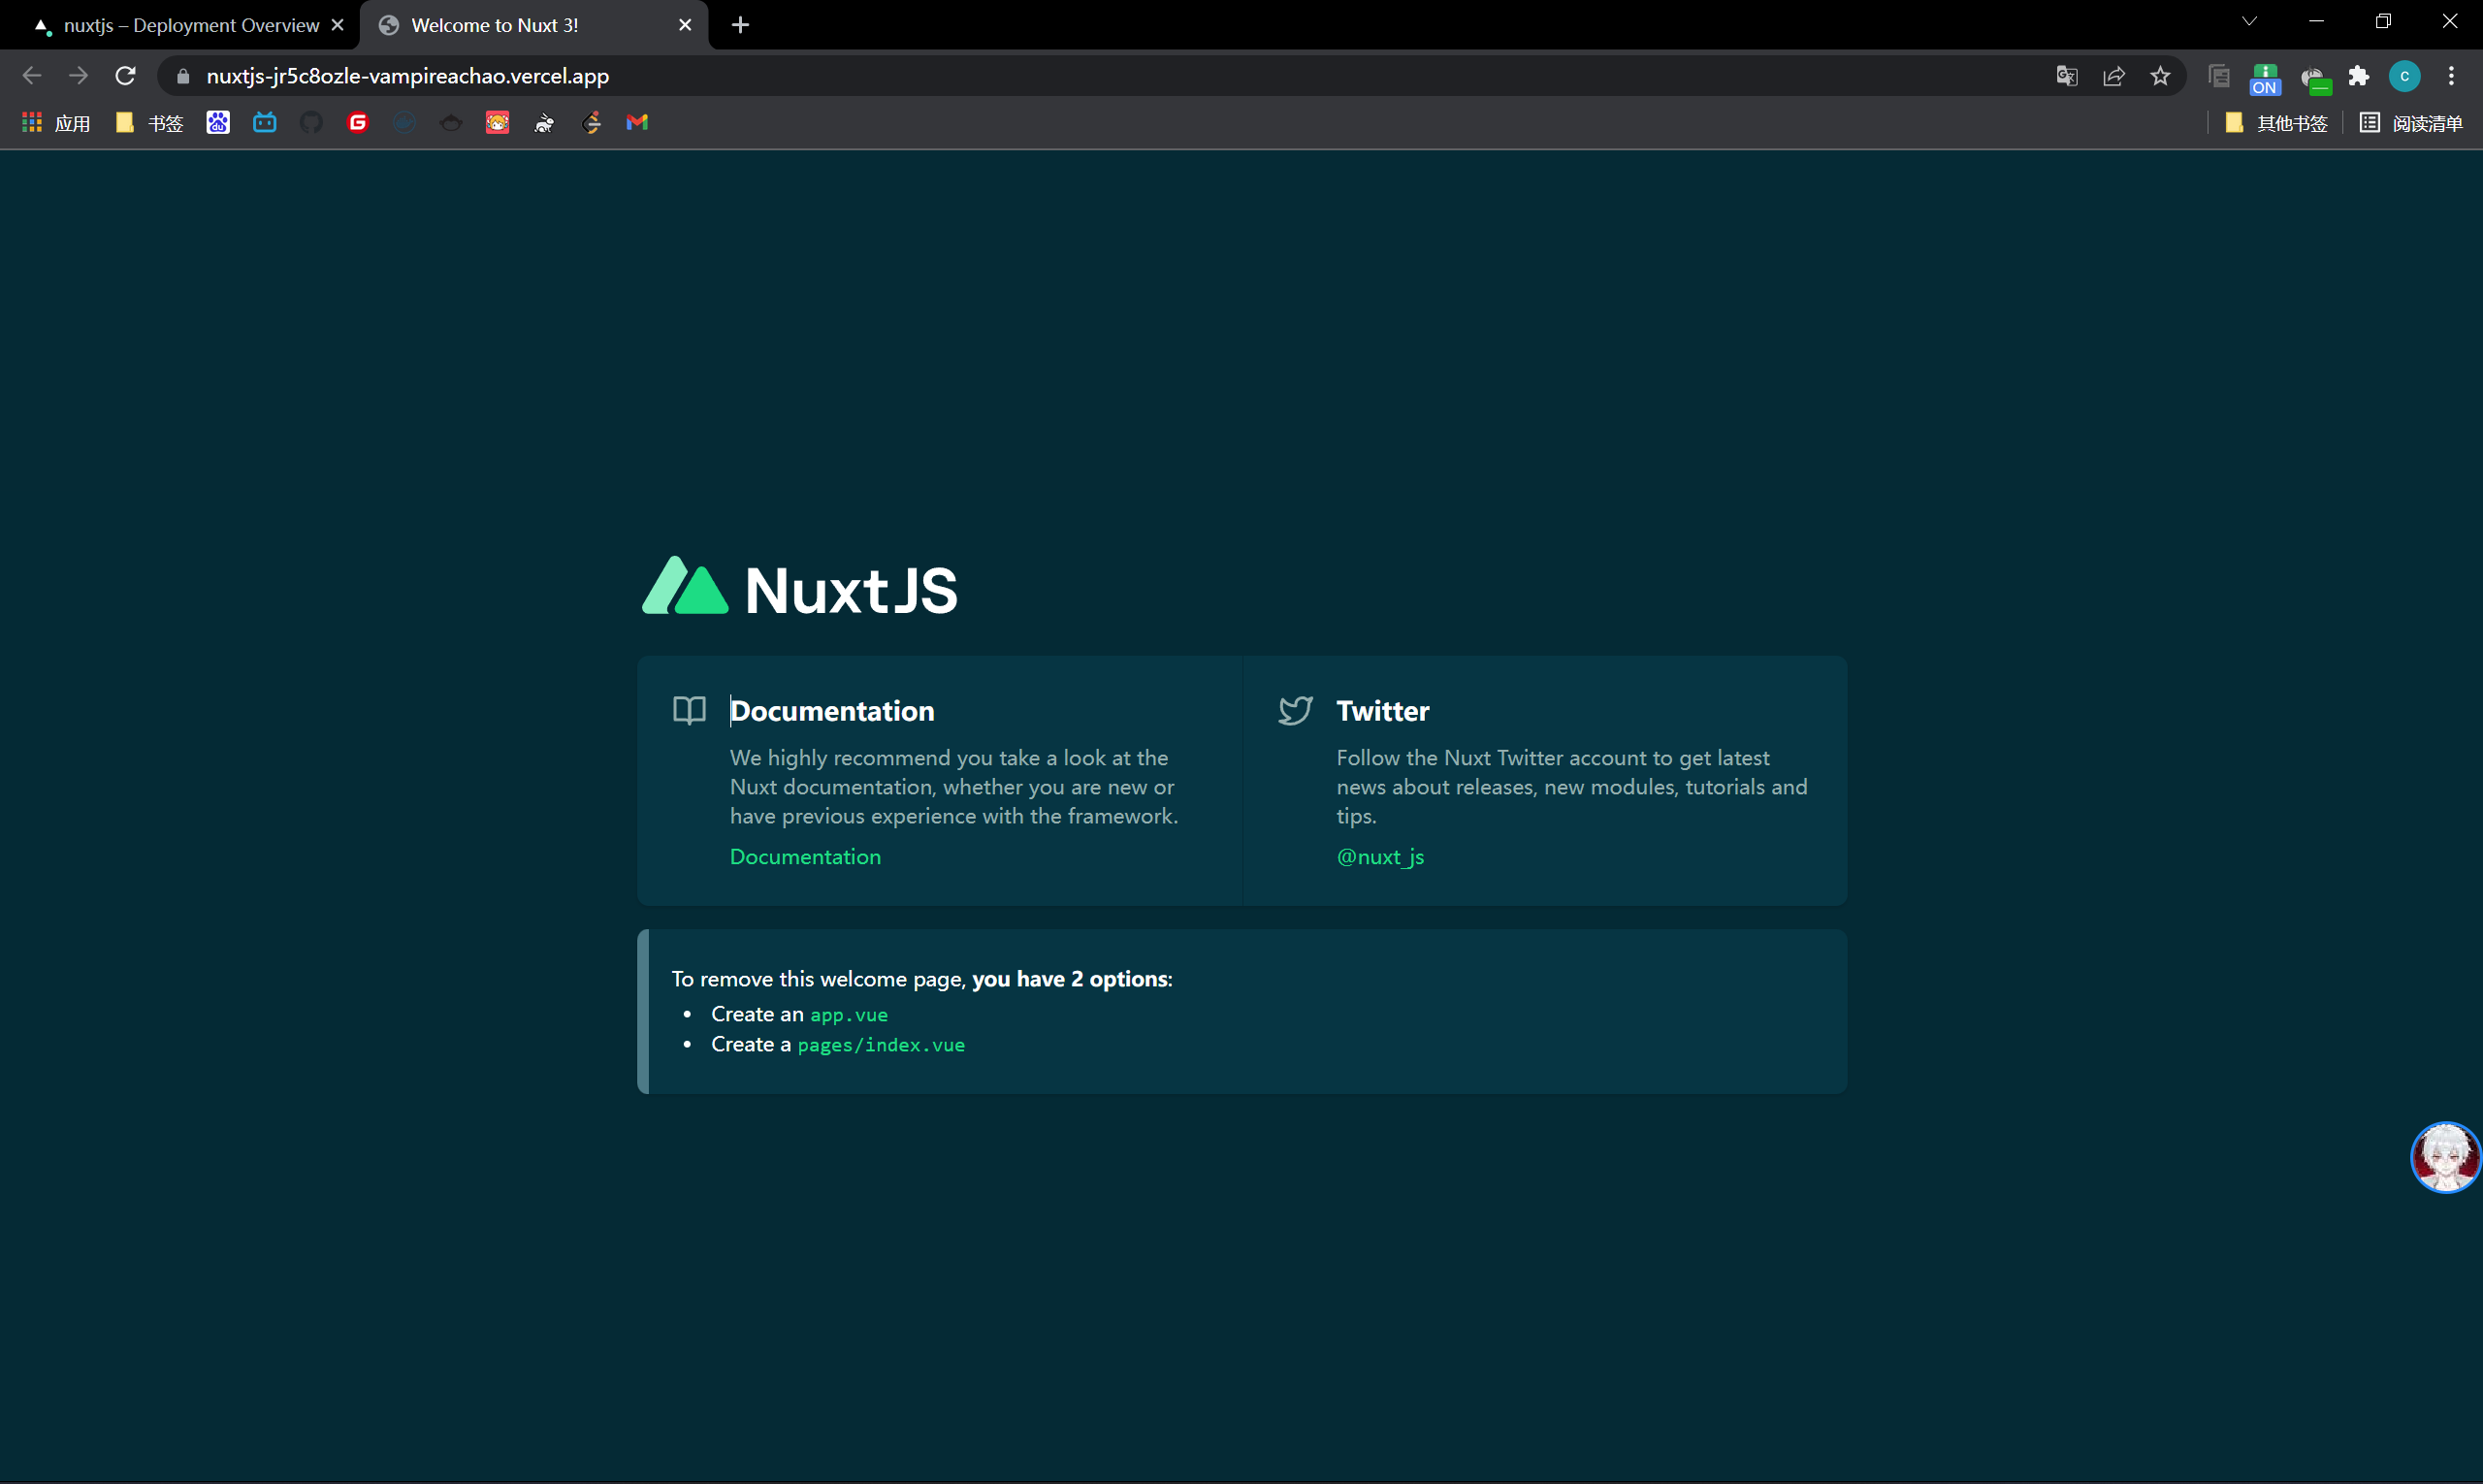 nuxtjs – Deployment Overview
Welcome to Nuxt 3!
nuxtjs-jr5c8ozle-vampireachao.vercel.app
ON
c
应用
书签
du
G
其他书签
阅读清单
NuxtJS
Documentation
We highly recommend you take a look at the
Nuxt documentation, whether you are new or
have previous experience with the framework.
Documentation
Twitter
Follow the Nuxt Twitter account to get latest
news about releases, new modules, tutorials and
tips.
@nuxt_js
To remove this welcome page, you have 2 options:
• Create an app.vue
• Create a pages/index.vue